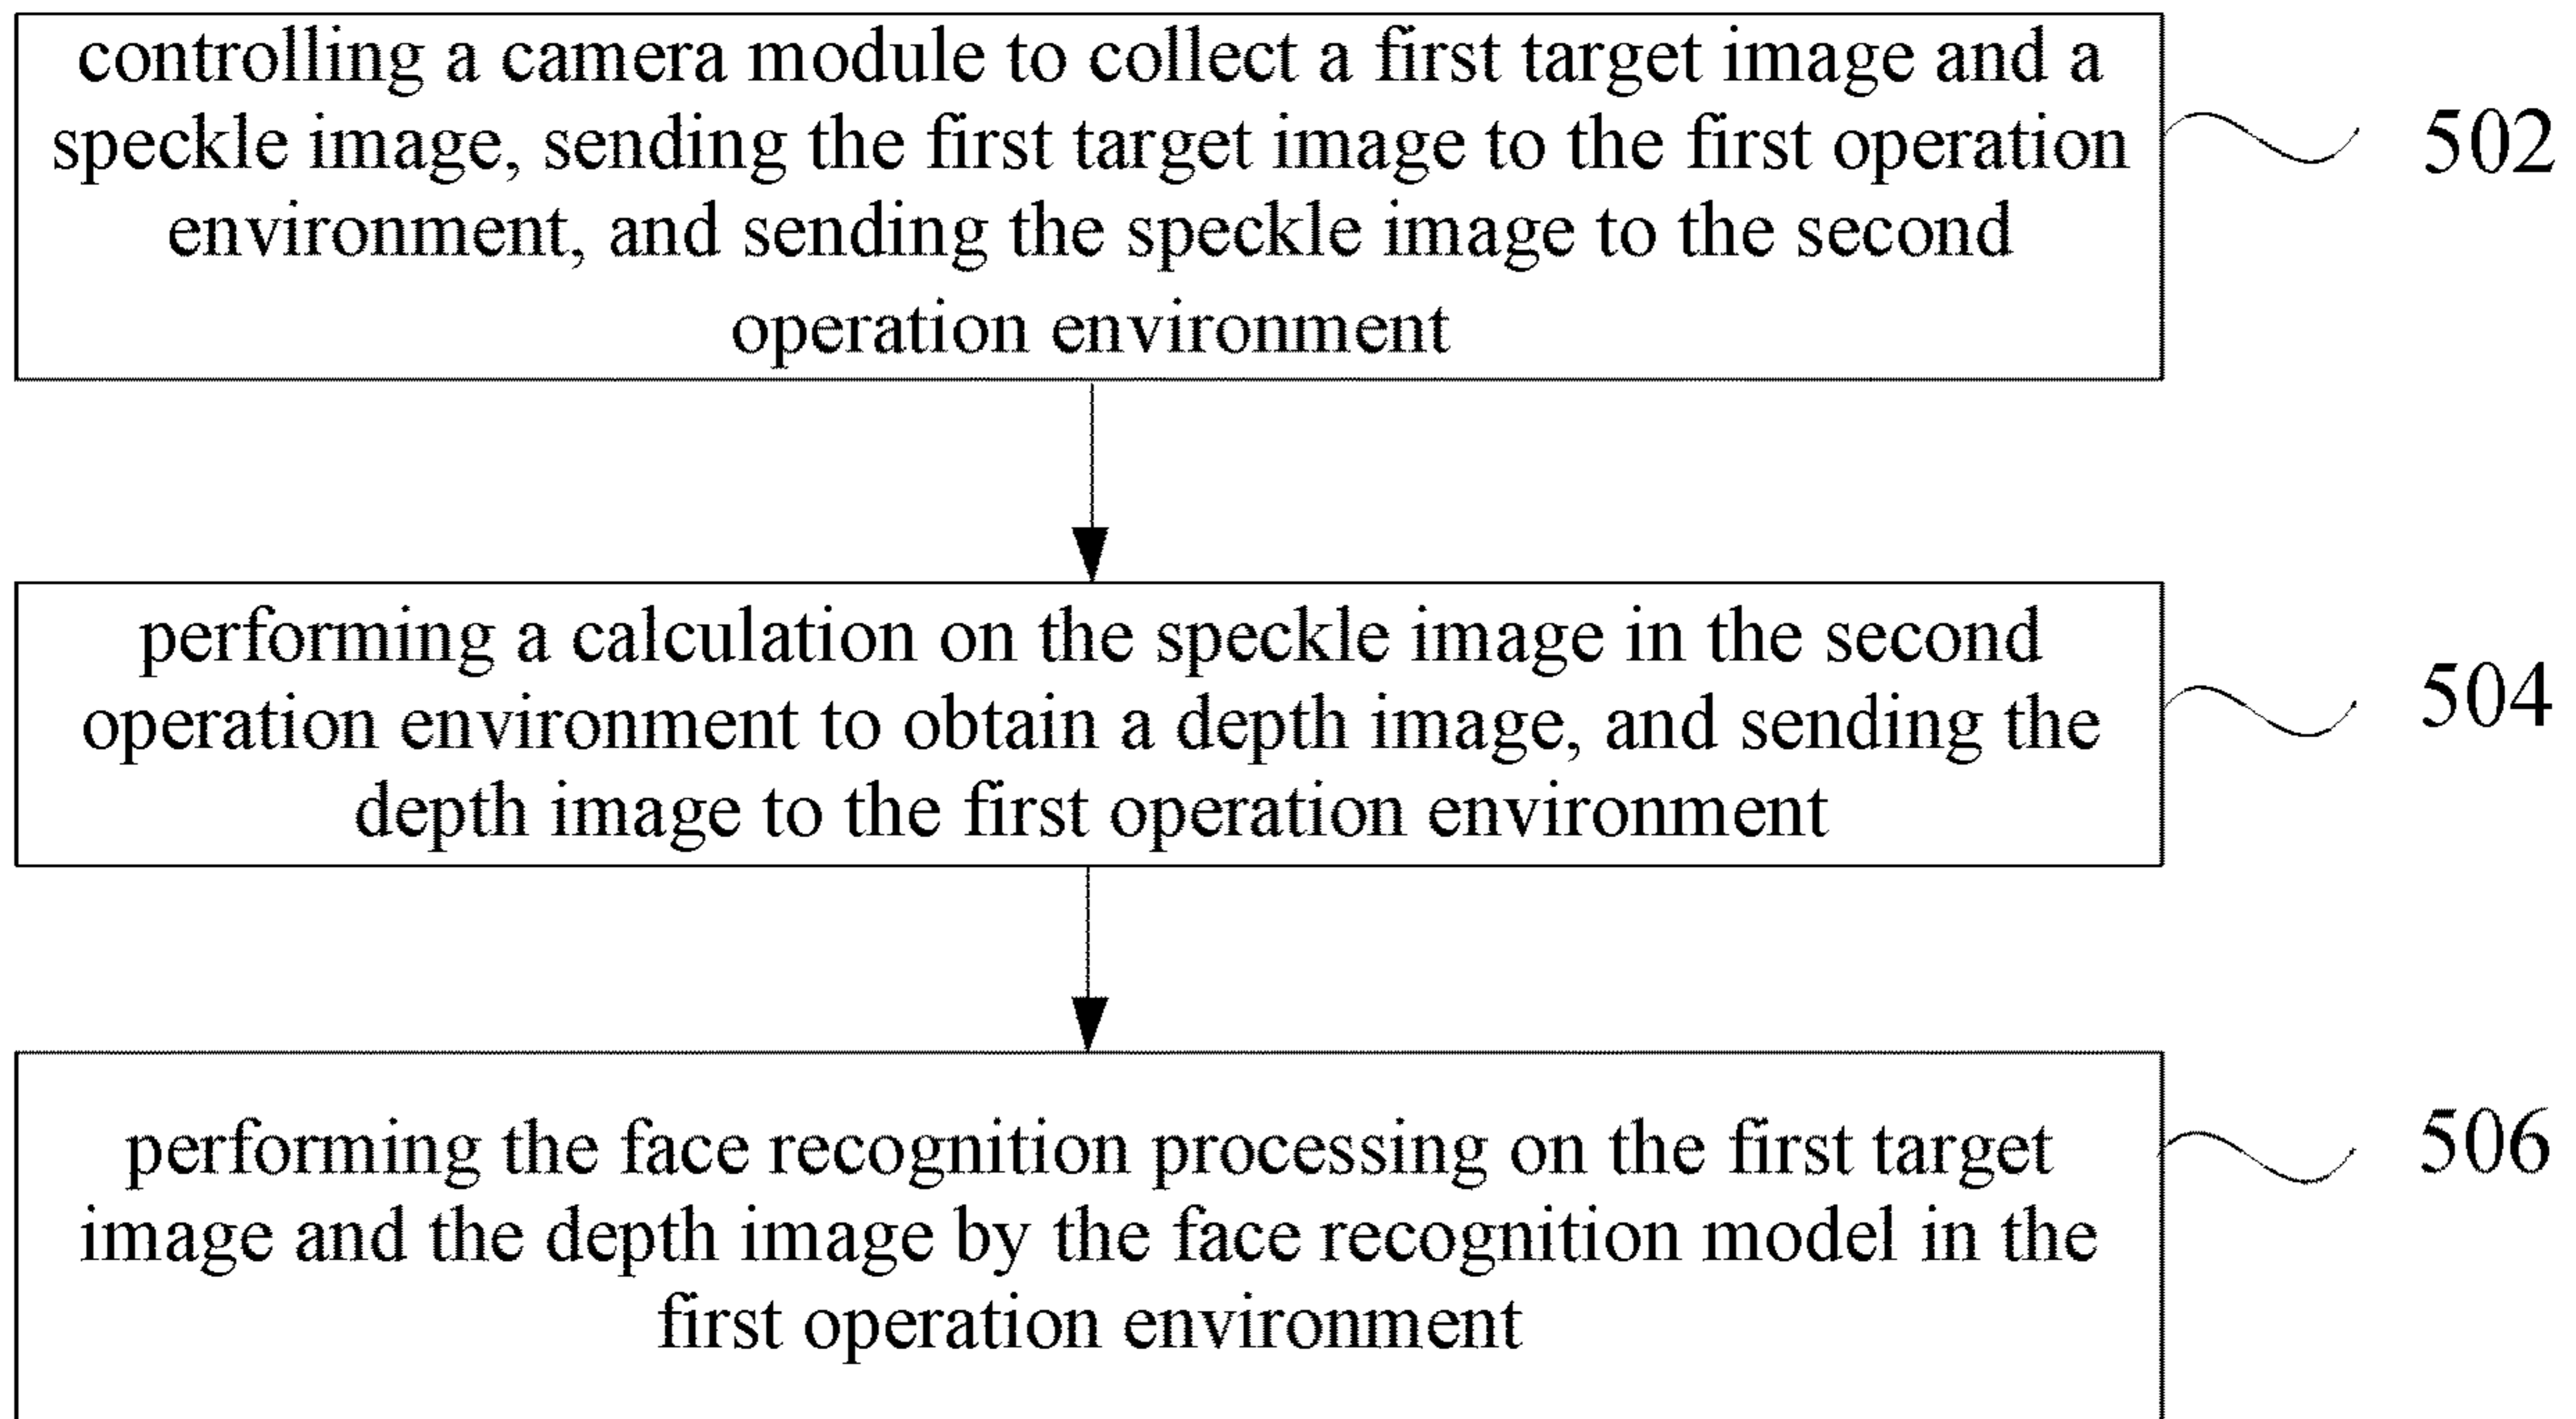 controlling a camera module to collect a first target image and a
speckle image, sending the first target image to the first operation
environment, and sending the speckle image to the second
operation environment
502
performing a calculation on the speckle image in the second
operation environment to obtain a depth image, and sending the
depth image to the first operation environment
504
performing the face recognition processing on the first target
image and the depth image by the face recognition model in the
first operation environment
506